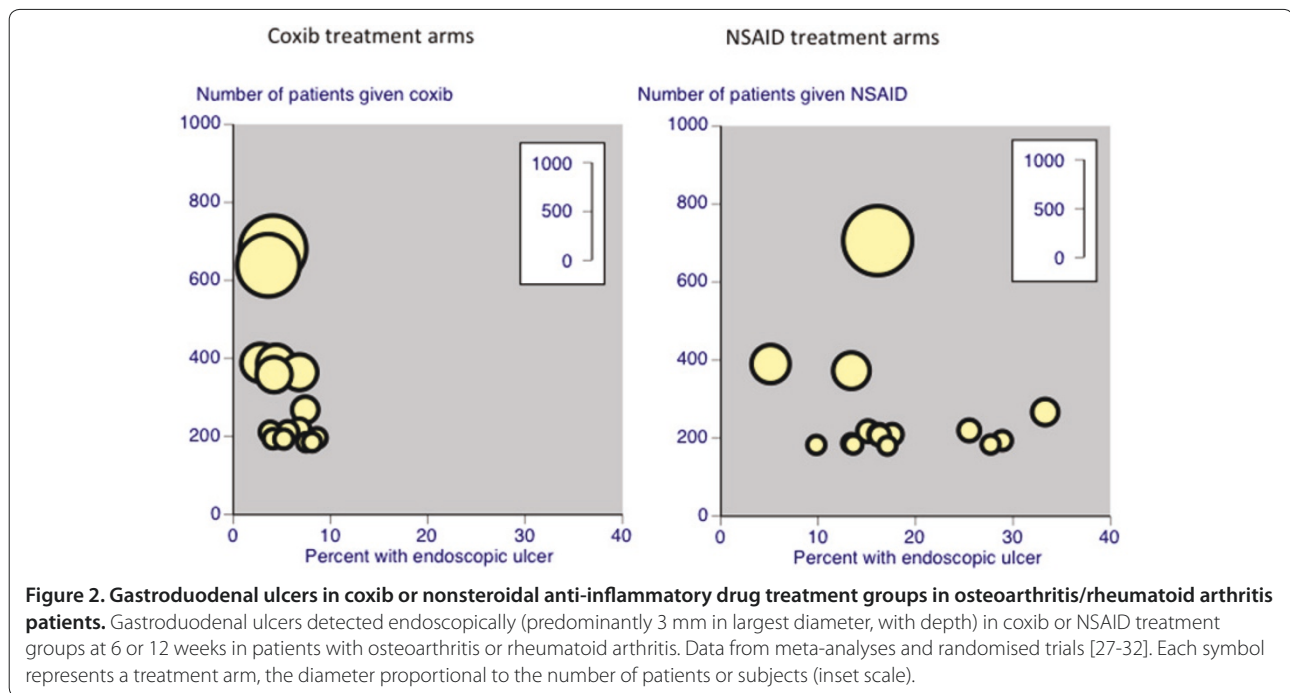 Coxib treatment arms
NSAID treatment arms
Number of patients given coxib
Number of patients given NSAID
1000
800
600
400
200
0
0
10
20
30
40
Percent with endoscopic ulcer
1000
500
0
1000
800
600
400
200
0
0
10
20
30
40
Percent with endoscopic ulcer
1000
500
0
Figure 2. Gastroduodenal ulcers in coxib or nonsteroidal anti-inflammatory drug treatment groups in osteoarthritis/rheumatoid arthritis
patients. Gastroduodenal ulcers detected endoscopically (predominantly 3 mm in largest diameter, with depth) in coxib or NSAID treatment
groups at 6 or 12 weeks in patients with osteoarthritis or rheumatoid arthritis. Data from meta-analyses and randomised trials [27-32]. Each symbol
represents a treatment arm, the diameter proportional to the number of patients or subjects (inset scale).